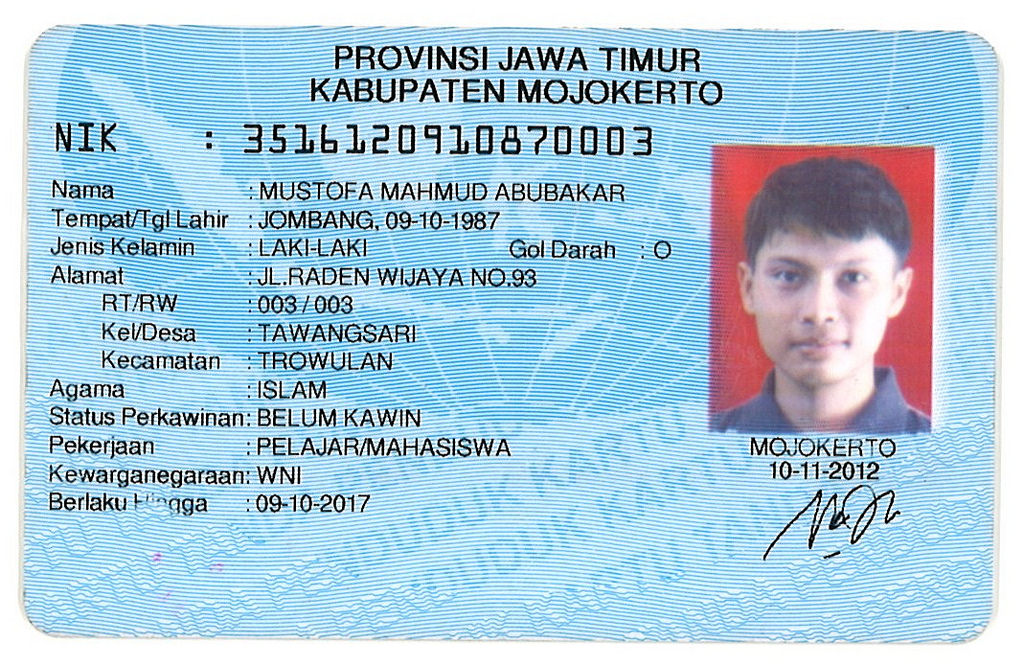 PROVINSI JAWA TIMUR
KABUPATEN MOJOKERTO
NIK : 3516120910870003
Nama : MUSTOFA MAHMUD ABUBAKAR
Tempat/Tgl Lahir : JOMBANG, 09-10-1987
Jenis Kelamin : LAKI-LAKI Gol Darah : O
Alamat : JL.RADEN WIJAYA NO.93
RT/RW : 003 / 003
Kel/Desa : TAWANGSARI
Kecamatan : TROWULAN
Agama : ISLAM
Status Perkawinan: BELUM KAWIN
Pekerjaan : PELAJAR/MAHASISWA
Kewarganegaraan: WNI
Berlaku Hingga : 09-10-2017
MOJOKERTO
10-11-2012